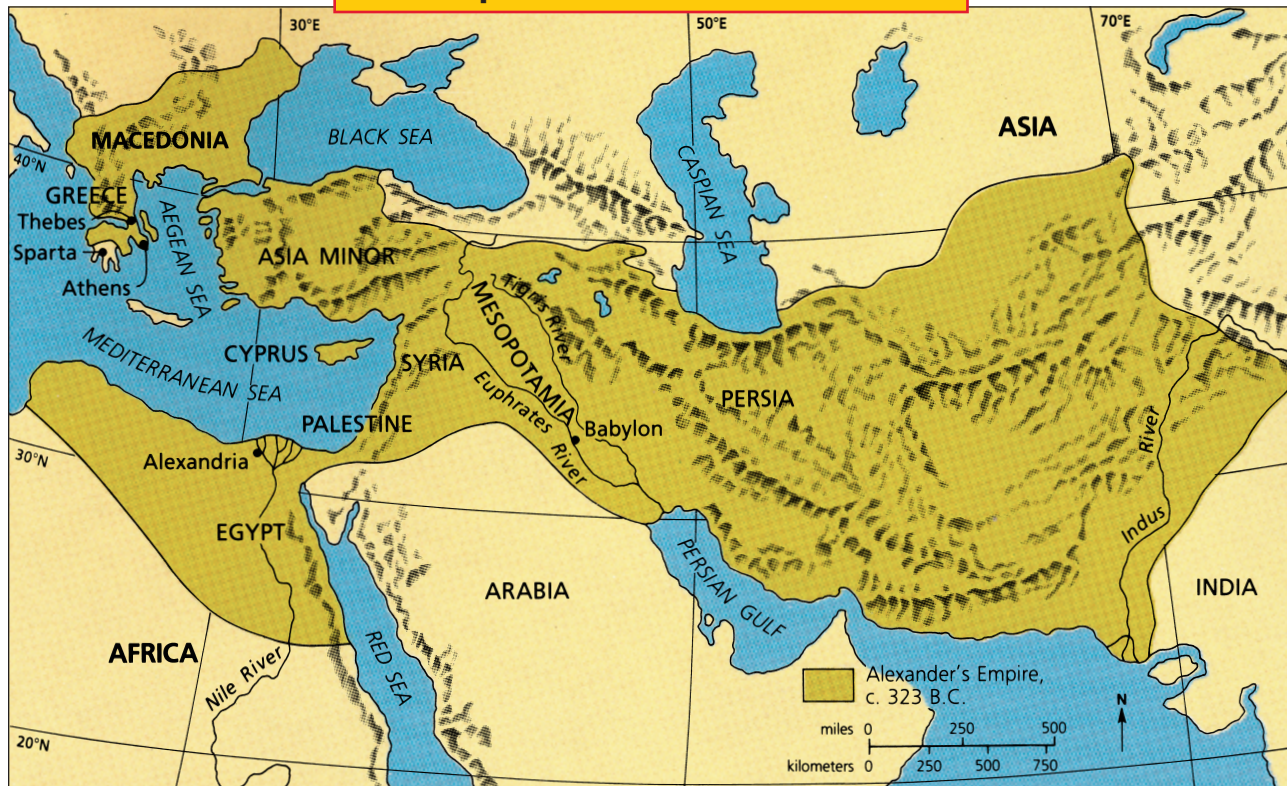 30°E
50°E
70°E
MACEDONIA
BLACK SEA
ASIA
40°N
CASPIAN SEA
GREECE
Thebes
AEGEAN SEA
Sparta
ASIA MINOR
Athens
Tigris River
MESOPOTAMIA
MEDITERRANEAN SEA
CYPRUS
SYRIA
PERSIA
Euphrates River
PALESTINE
Babylon
30°N
Alexandria
Indus River
EGYPT
PERSIAN GULF
ARABIA
INDIA
AFRICA
RED SEA
Nile River
Alexander's Empire,
c. 323 B.C.
N
miles 0 250 500
kilometers 0 250 500 750
20°N